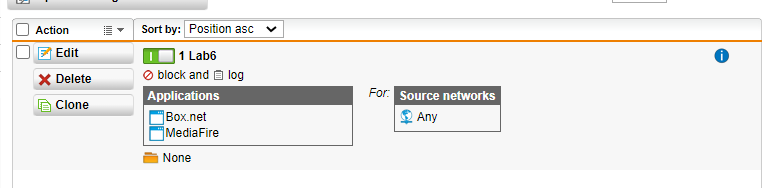 Action
Sort by: Position asc
Edit
1 Lab6
block and log
Delete
Applications
For:
Source networks
Clone
Box.net
Any
MediaFire
None